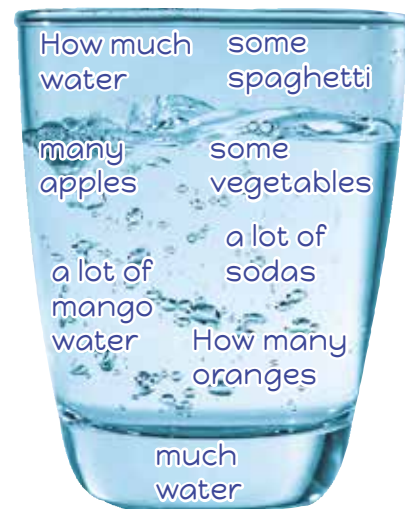 How much
water
some
spaghetti
many
apples
some
vegetables
a lot of
sodas
a lot of
mango
water
How many
oranges
much
water